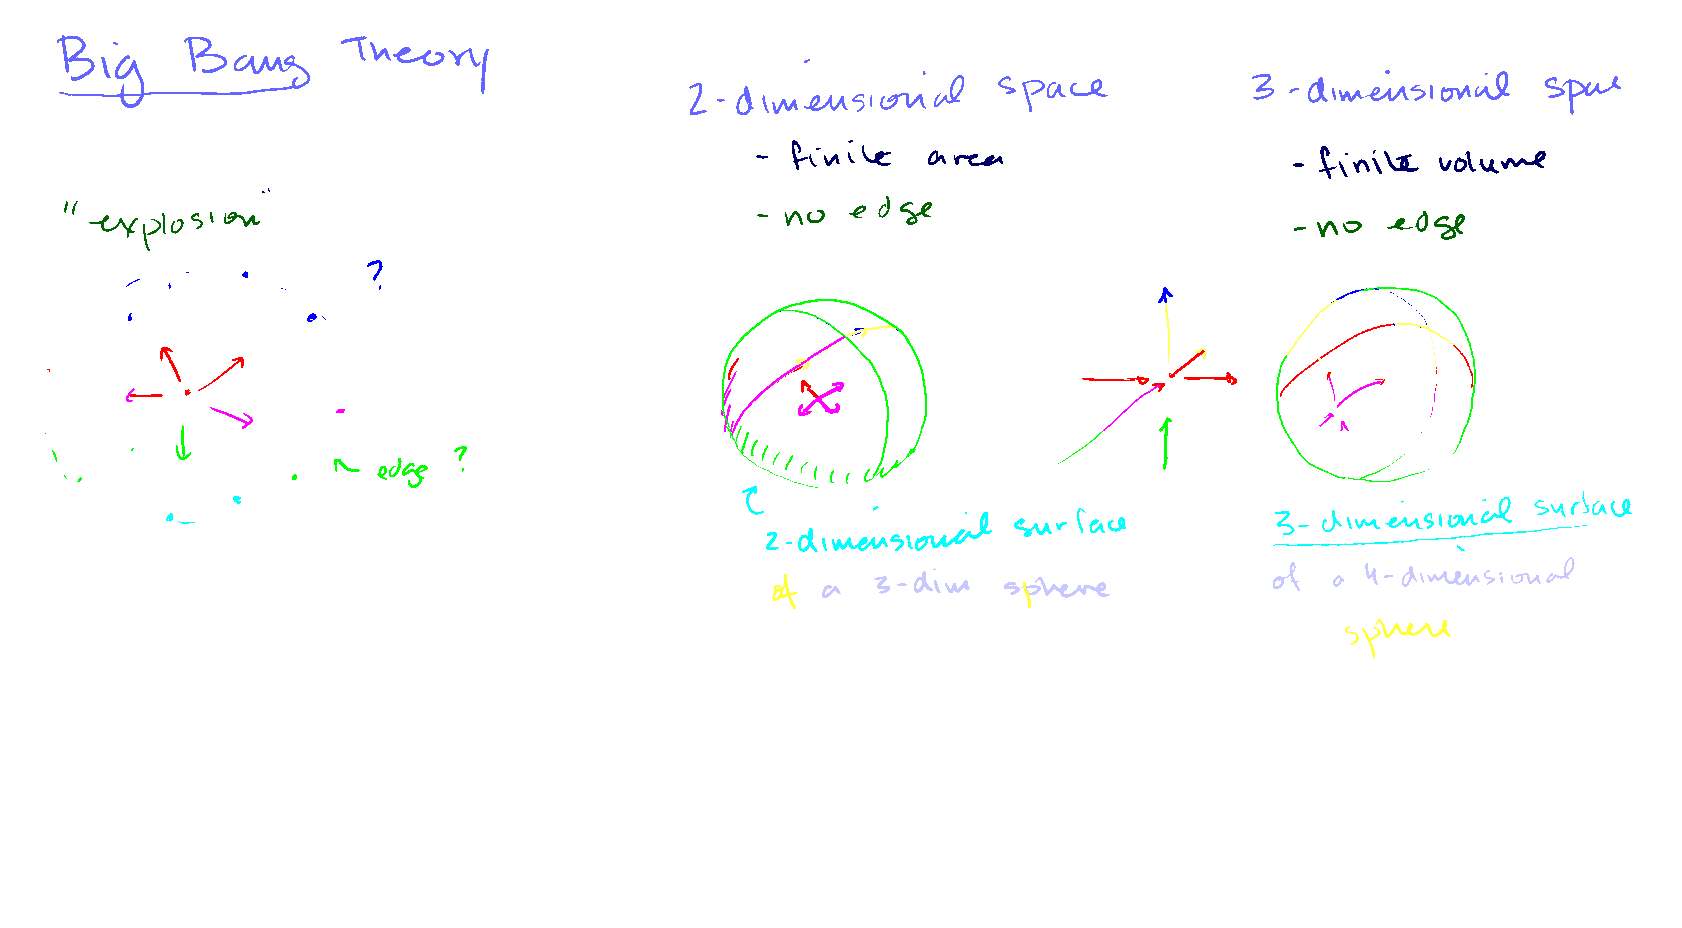 Big Bang Theory
"explosion"
?
edge ?
2-dimensional space
- finite area
- no edge
2-dimensional surface
of a 3-dim sphere
3-dimensional space
- finite volume
- no edge
3-dimensional surface
of a 4-dimensional
sphere